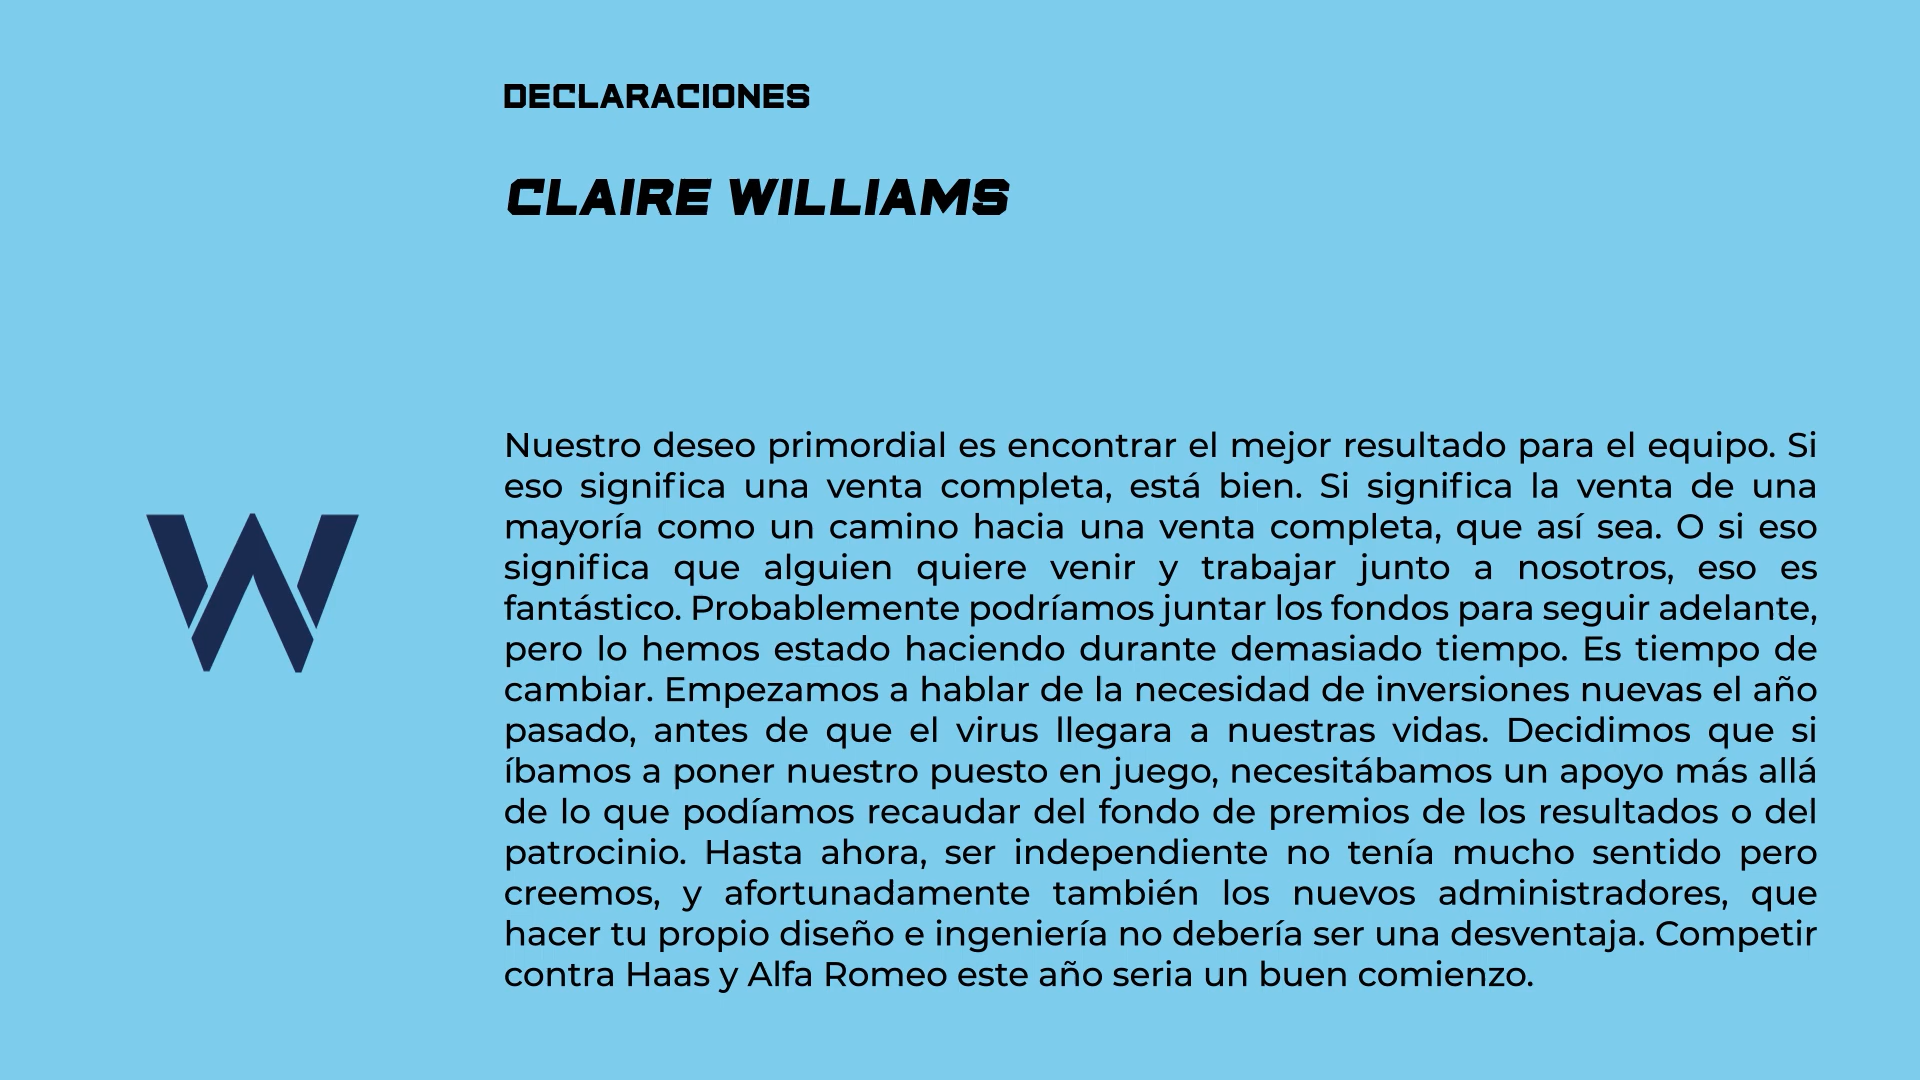 DECLARACIONES
CLAIRE WILLIAMS
Nuestro deseo primordial es encontrar el mejor resultado para el equipo. Si
eso significa una venta completa, está bien. Si significa la venta de una
mayoría como un camino hacia una venta completa, que así sea. O si eso
significa que alguien quiere venir y trabajar junto a nosotros, eso es
fantástico. Probablemente podríamos juntar los fondos para seguir adelante,
pero lo hemos estado haciendo durante demasiado tiempo. Es tiempo de
cambiar. Empezamos a hablar de la necesidad de inversiones nuevas el año
pasado, antes de que el virus llegara a nuestras vidas. Decidimos que si
íbamos a poner nuestro puesto en juego, necesitábamos un apoyo más allá
de lo que podíamos recaudar del fondo de premios de los resultados o del
patrocinio. Hasta ahora, ser independiente no tenía mucho sentido pero
creemos, y afortunadamente también los nuevos administradores, que
hacer tu propio diseño e ingeniería no debería ser una desventaja. Competir
contra Haas y Alfa Romeo este año seria un buen comienzo.
W